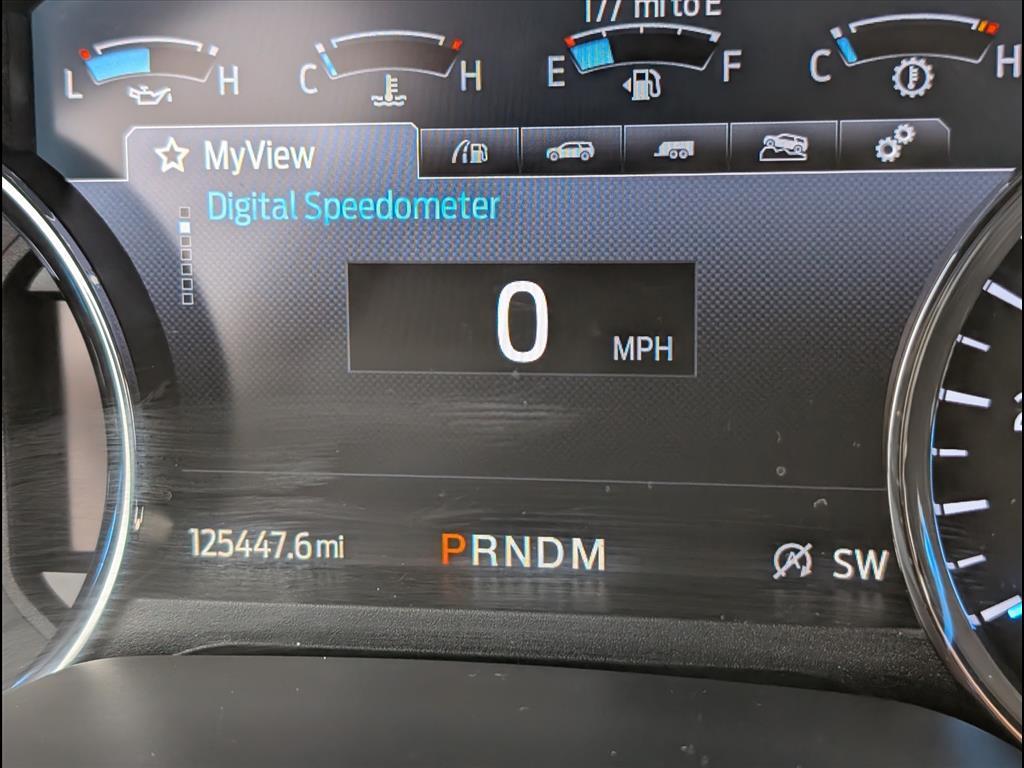 177 mi to E
L H
C H
E F
C H
MyView
Digital Speedometer
0 MPH
125447.6 mi
PRNDM
SW